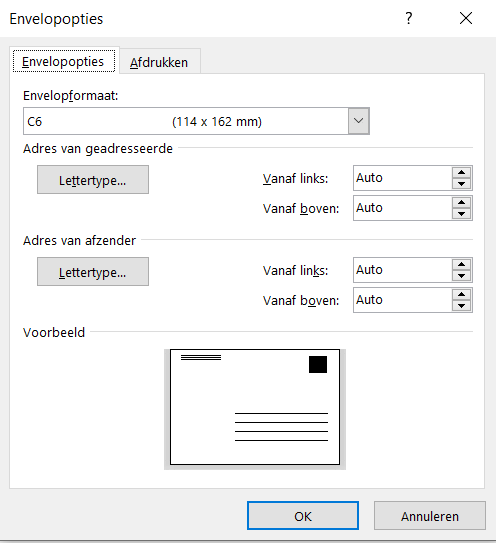 Envelopopties ? ×
Envelopopties Afdrukken
Envelopformaat:
C6 (114 x 162 mm)
Adres van geadresseerde
Lettertype... Vanaf links: Auto
Vanaf boven: Auto
Adres van afzender
Lettertype... Vanaf links: Auto
Vanaf boven: Auto
Voorbeeld
OK Annuleren